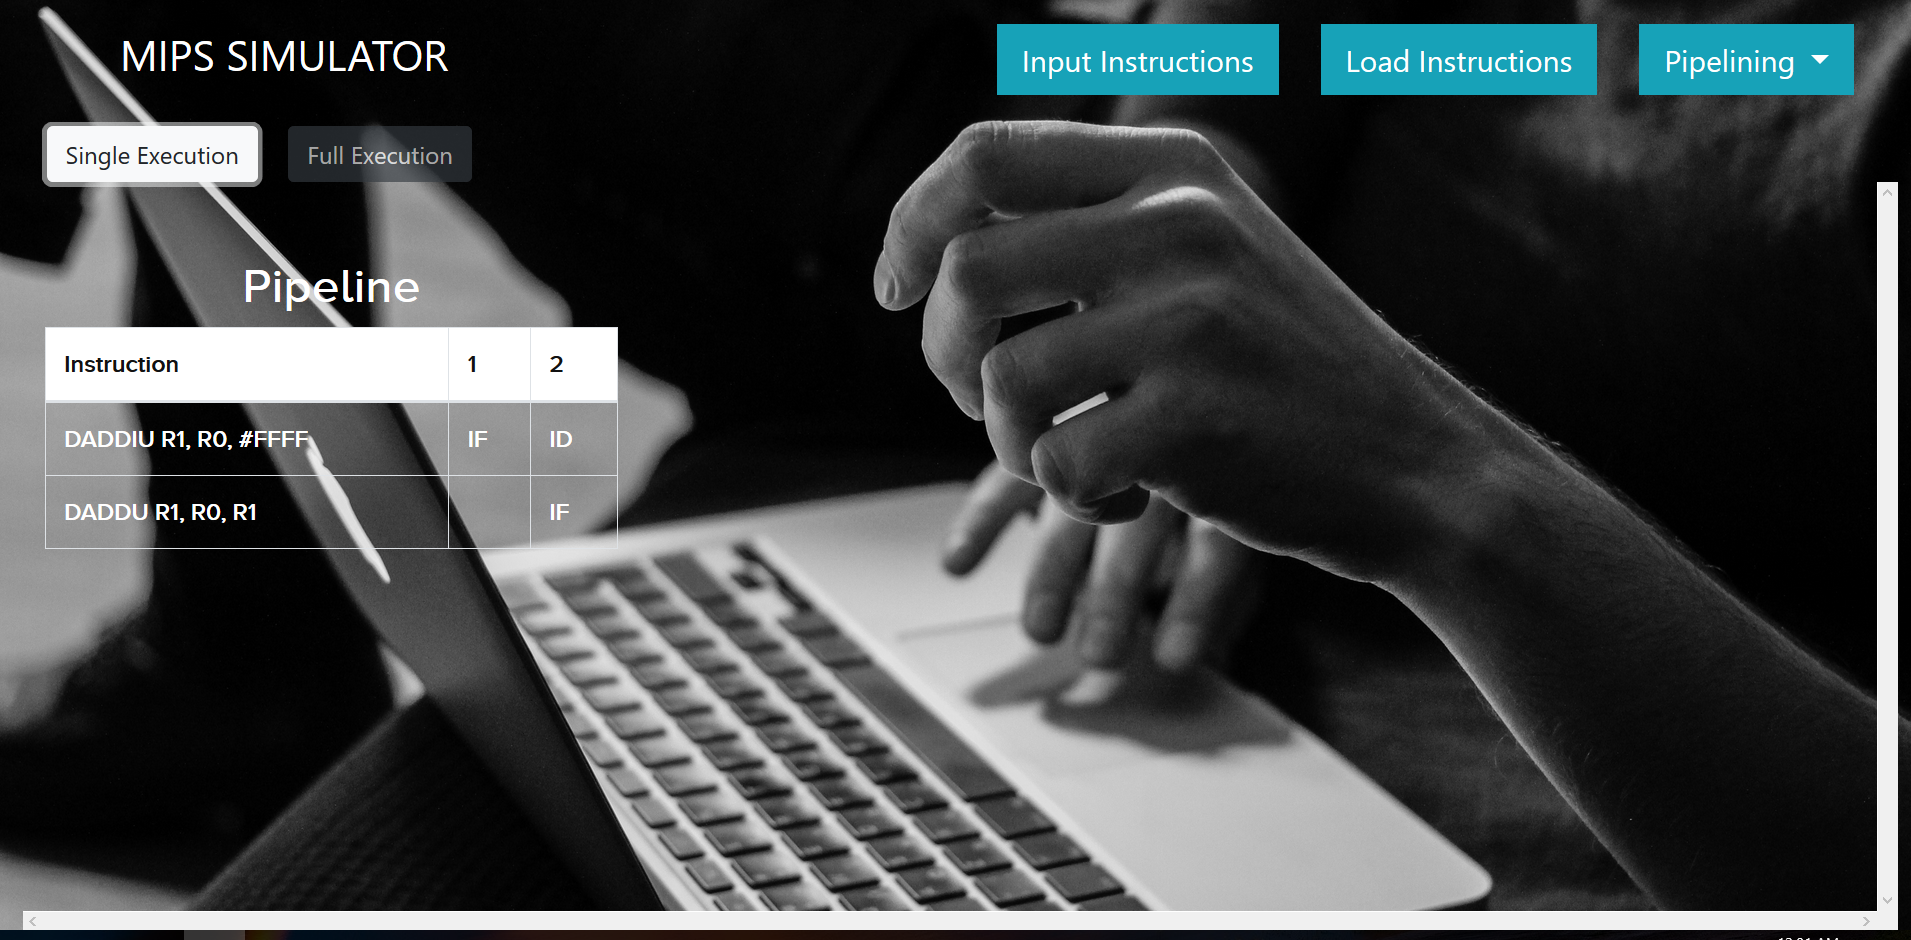 MIPS SIMULATOR
Input Instructions
Load Instructions
Pipelining
Single Execution
Full Execution
Pipeline
Instruction 1 2
DADDIU R1, R0, #FFFF IF ID
DADDU R1, R0, R1 IF